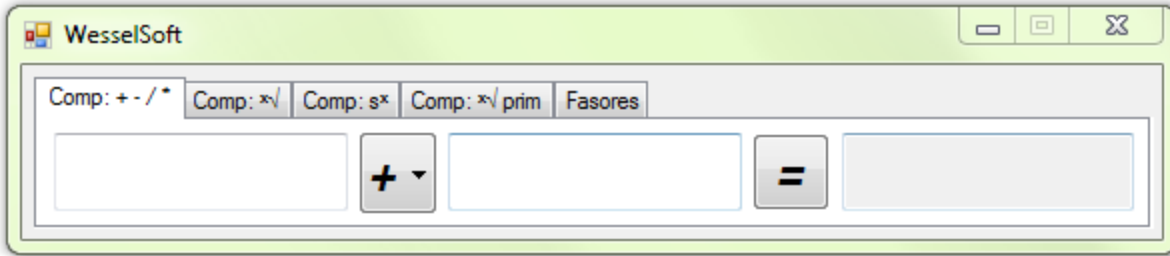 WesselSoft
Comp: + - / * Comp: ˣ√ Comp: sˣ Comp: ˣ√ prim Fasores
+ =